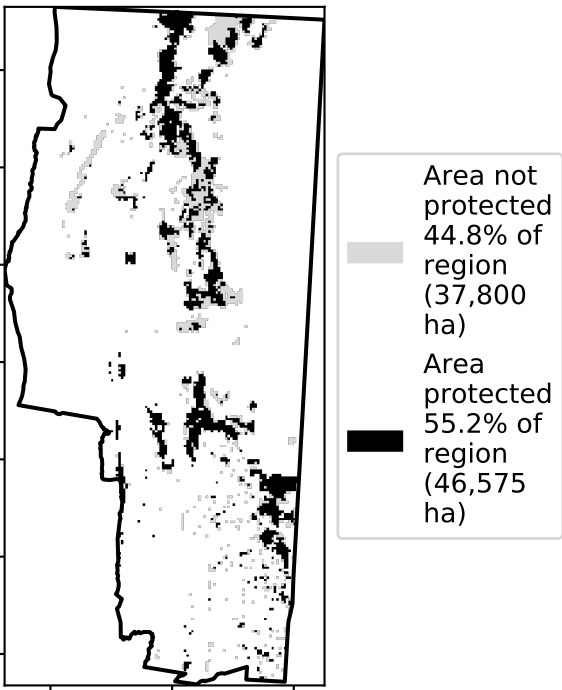 Area not
protected
44.8% of
region
(37,800
ha)
Area
protected
55.2% of
region
(46,575
ha)